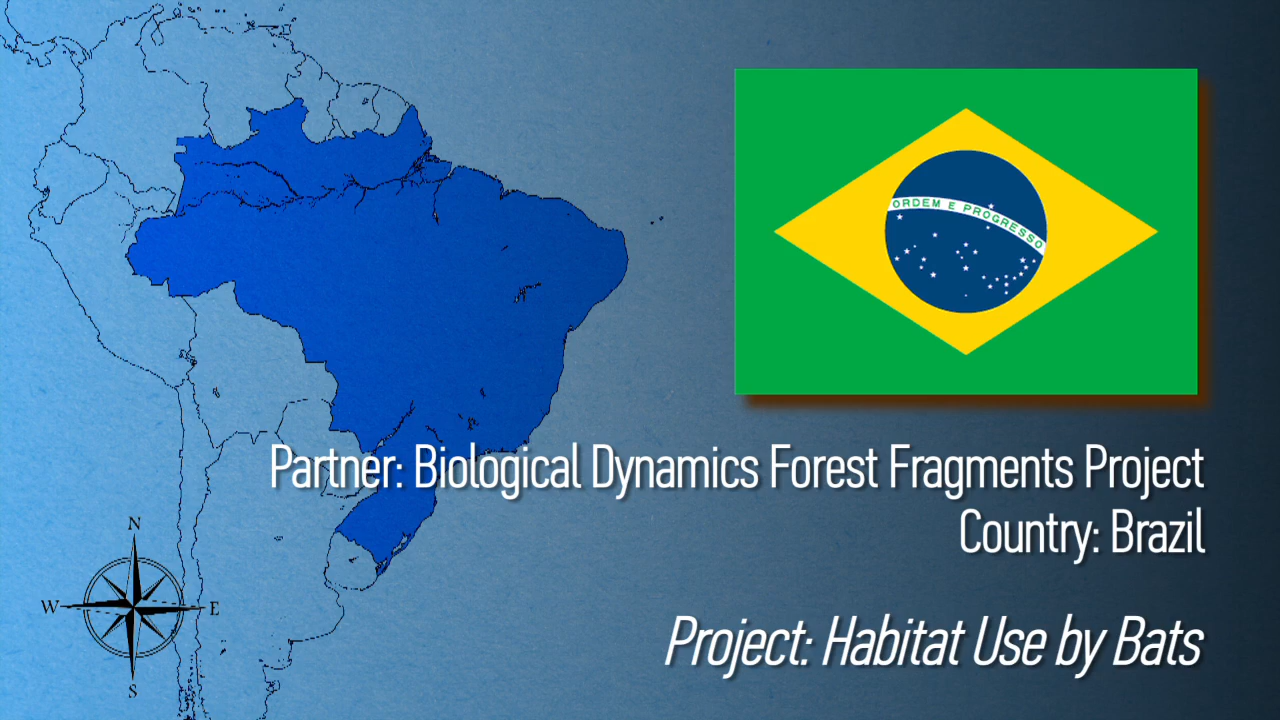 ORDEM E PROGRESSO
Partner: Biological Dynamics Forest Fragments Project
Country: Brazil
N
W E
S
Project: Habitat Use by Bats